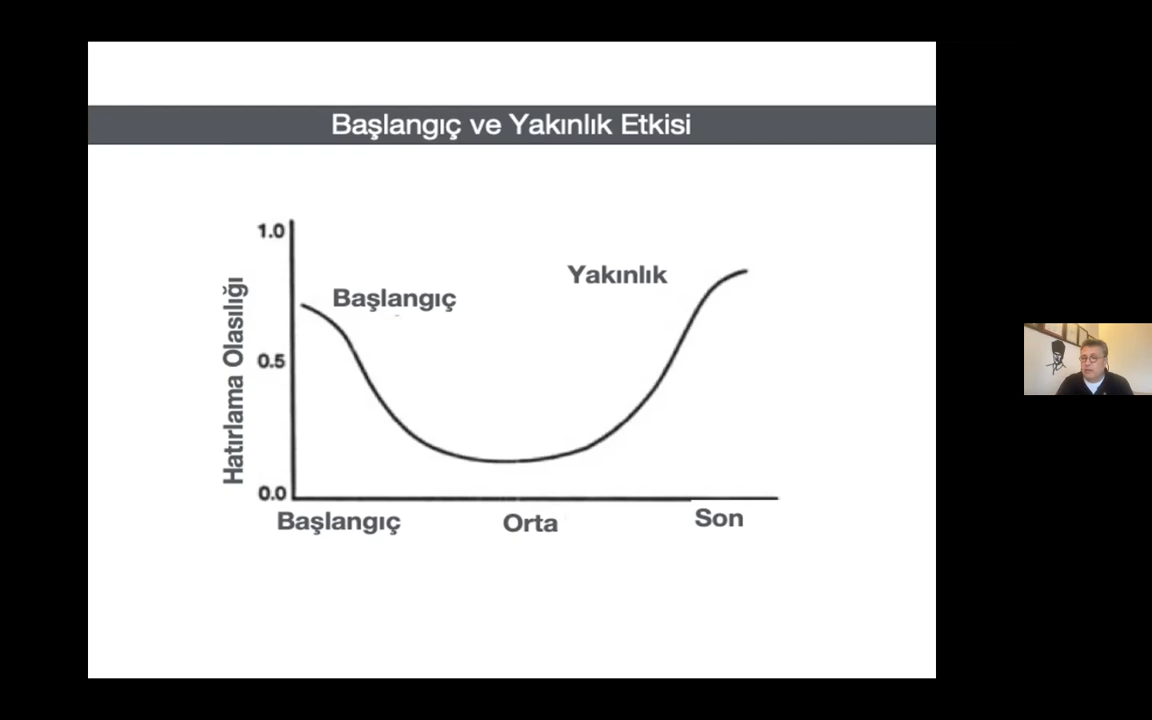 Başlangıç ve Yakınlık Etkisi
1.0
Yakınlık
Başlangıç
Hatırlama Olasılığı
0.5
0.0
Başlangıç
Orta
Son